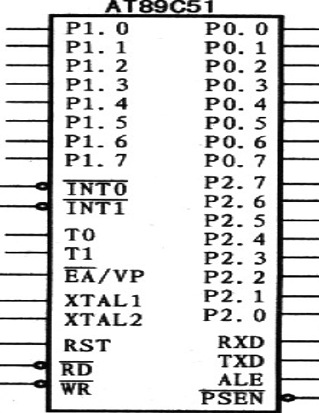 AT89C51
P1.0 P0.0
P1.1 P0.1
P1.2 P0.2
P1.3 P0.3
P1.4 P0.4
P1.5 P0.5
P1.6 P0.6
P1.7 P0.7
INT0 P2.7
INT1 P2.6
P2.5
T0 P2.4
T1 P2.3
EA/VP P2.2
XTAL1 P2.1
XTAL2 P2.0
RST RXD
RD TXD
WR ALE
PSEN